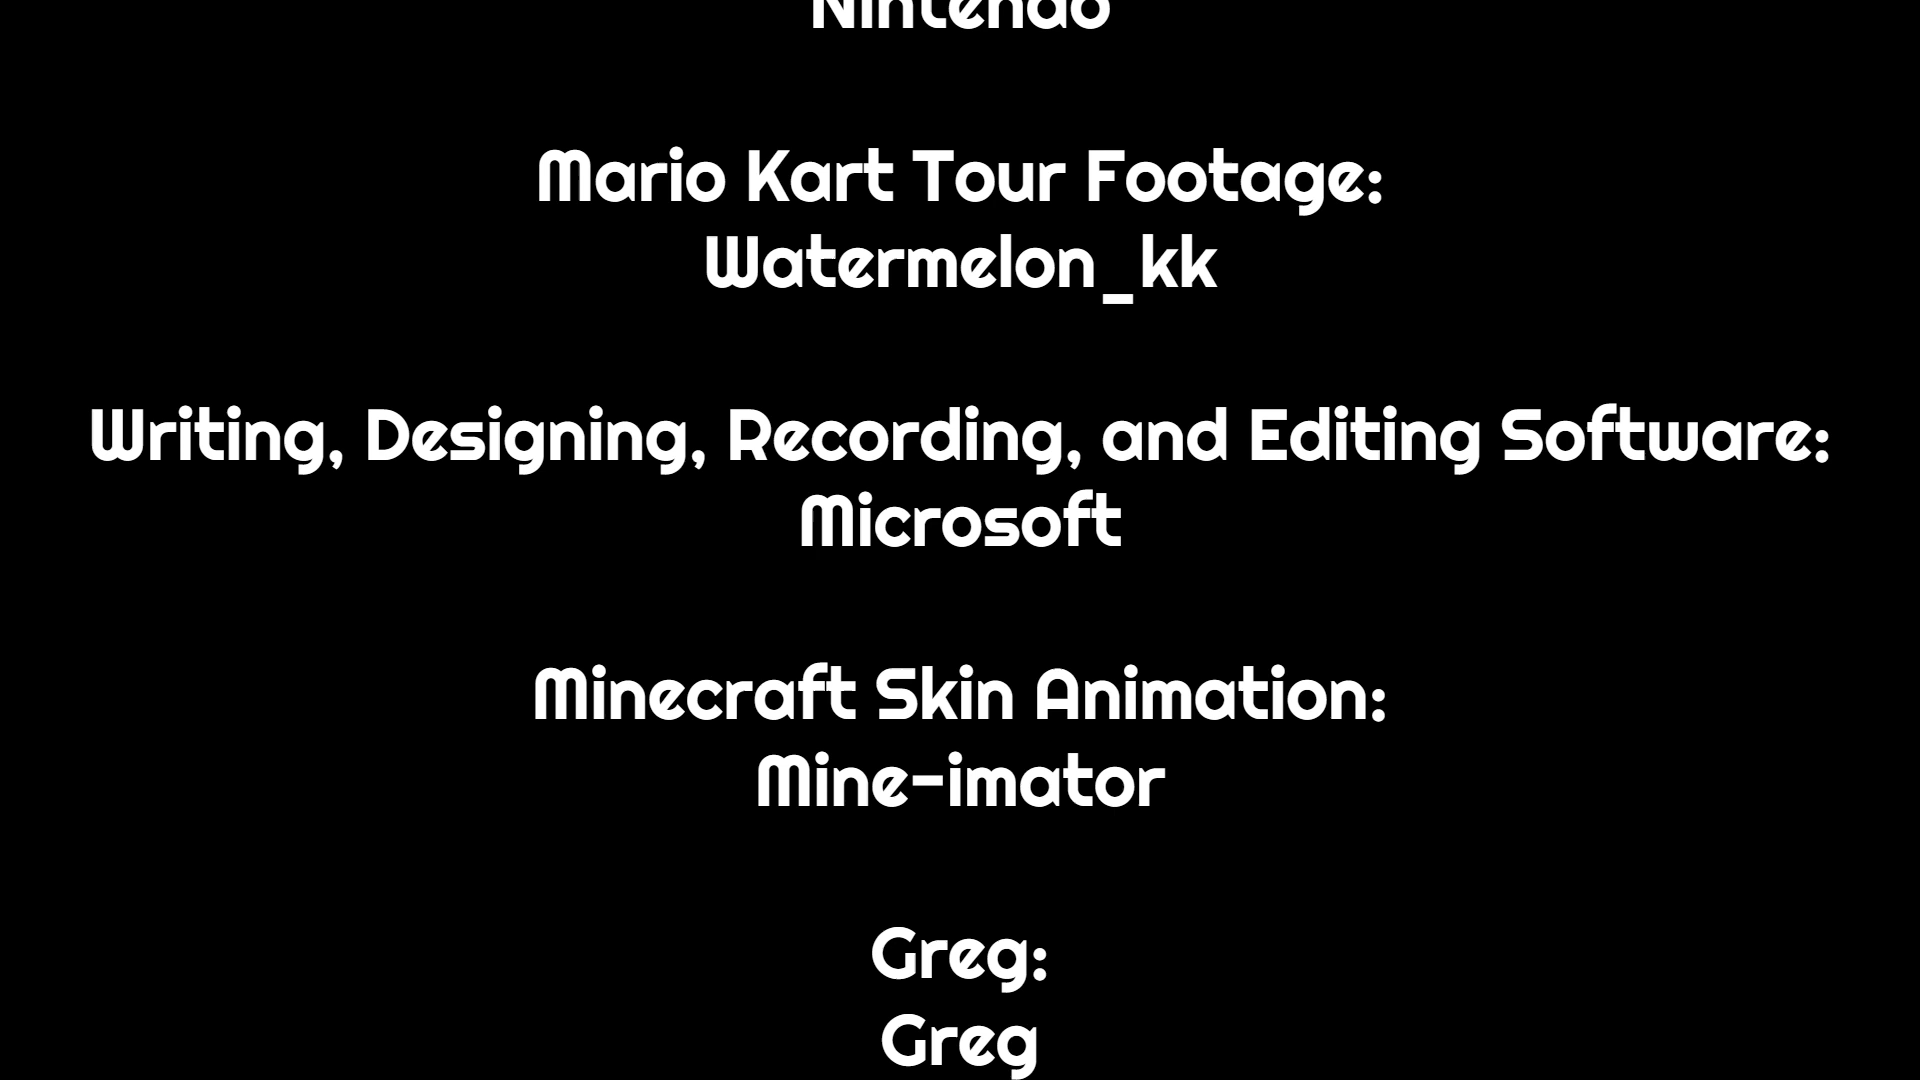 Nintendo
Mario Kart Tour Footage:
Watermelon_kk
Writing, Designing, Recording, and Editing Software:
Microsoft
Minecraft Skin Animation:
Mine-imator
Greg:
Greg